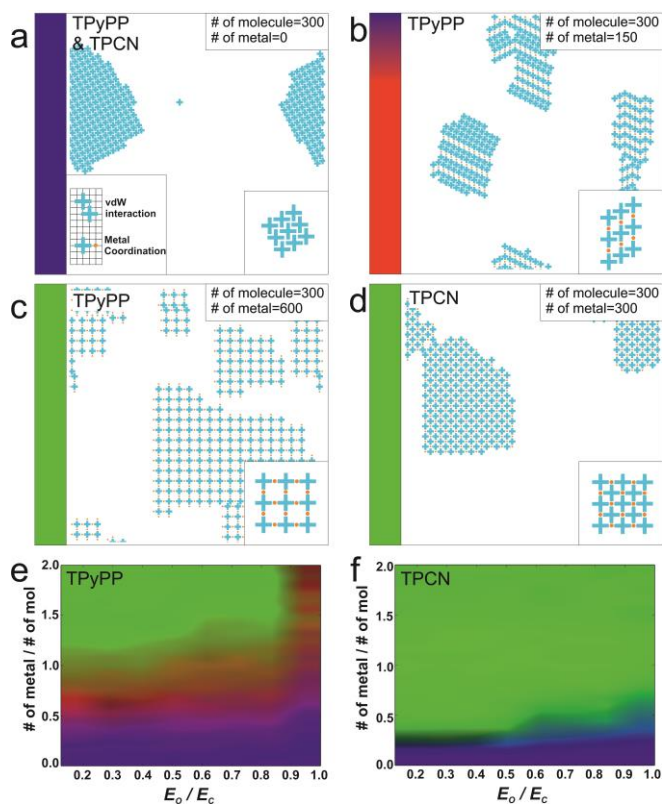 a
TPyPP
& TPCN
# of molecule=300
# of metal=0
vdW
interaction
Metal
Coordination
b
TPyPP
# of molecule=300
# of metal=150
c
TPyPP
# of molecule=300
# of metal=600
d
TPCN
# of molecule=300
# of metal=300
e
TPyPP
# of metal / # of mol
2.0
1.5
1.0
0.5
0.0
0.2 0.3 0.4 0.5 0.6 0.7 0.8 0.9 1.0
Eo / Ec
f
TPCN
# of metal / # of mol
2.0
1.5
1.0
0.5
0.0
0.2 0.3 0.4 0.5 0.6 0.7 0.8 0.9 1.0
Eo / Ec